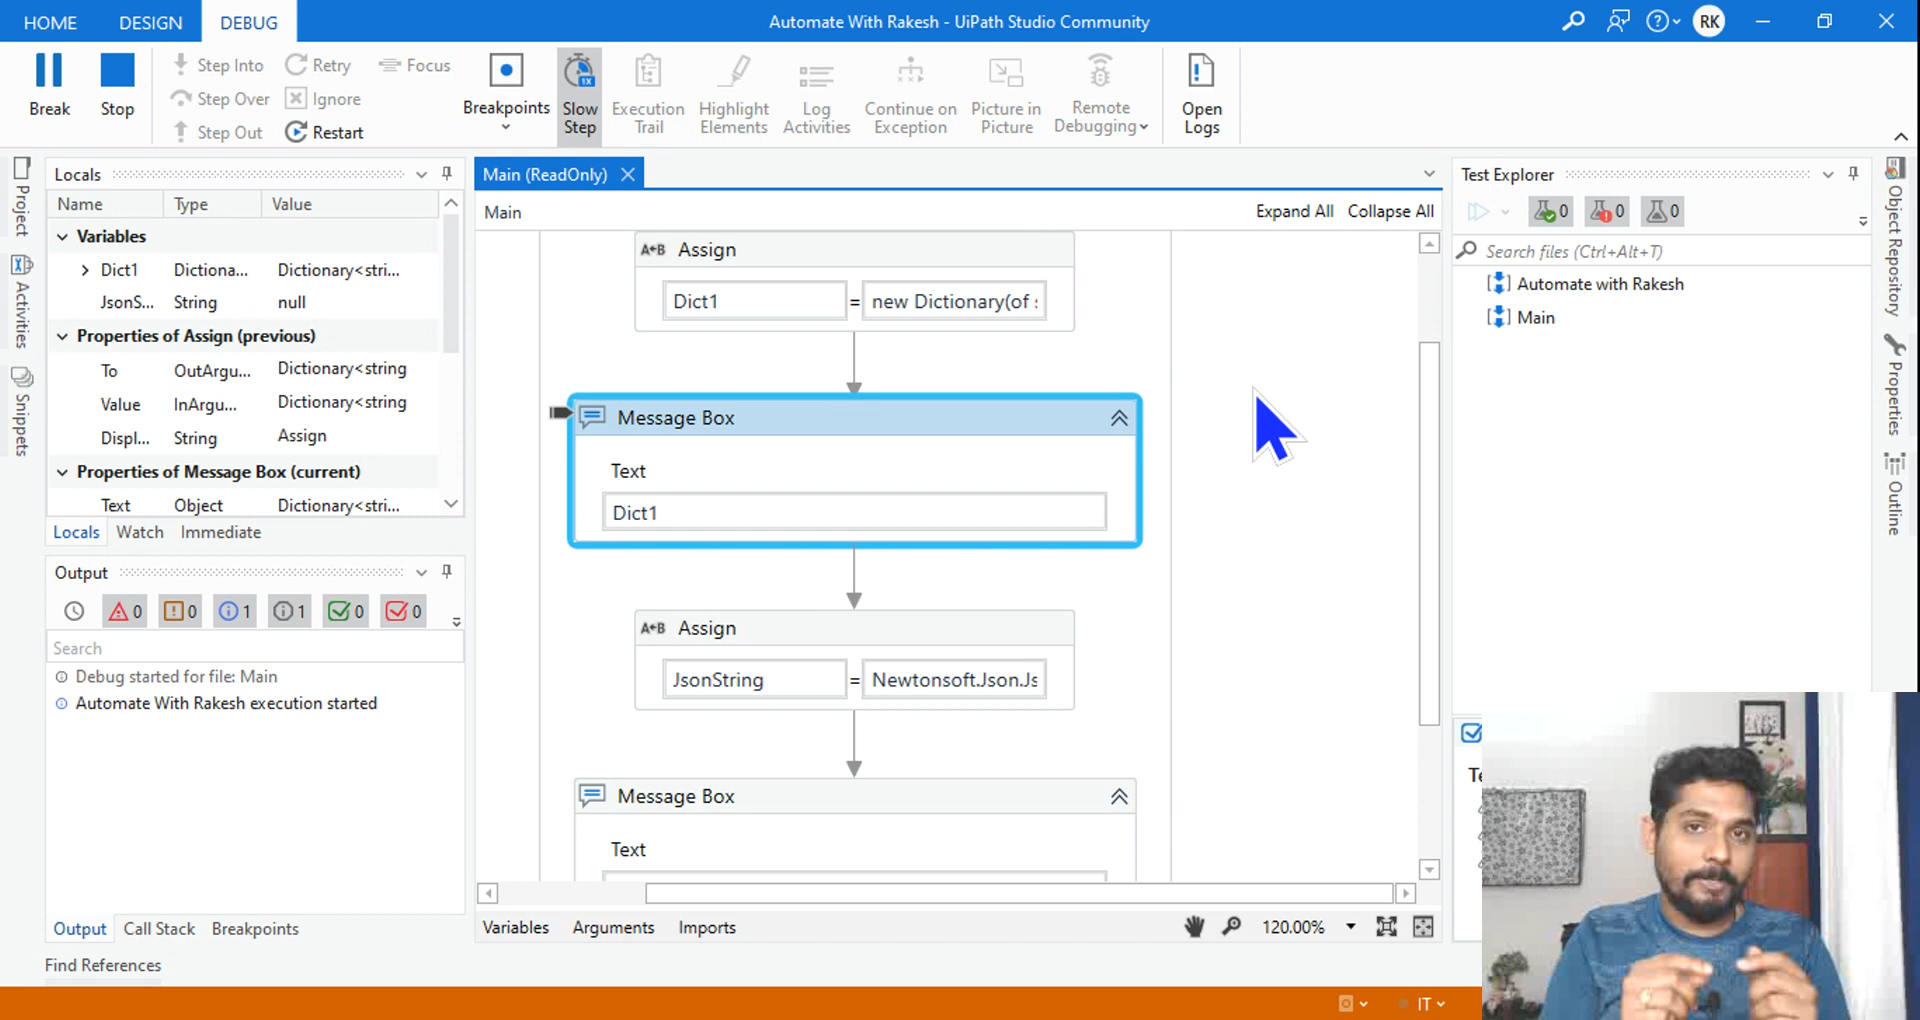 HOME DESIGN DEBUG Automate With Rakesh - UiPath Studio Community RK
Break Stop Step Into Step Over Step Out Retry Ignore Restart Focus Breakpoints Slow Step 1X Execution Trail Highlight Elements Log Activities Continue on Exception Picture in Picture Remote Debugging Open Logs
Project
Activities
Snippets
Locals
Name Type Value
Variables
Dict1 Dictiona... Dictionary<stri...
JsonS... String null
Properties of Assign (previous)
To OutArgu... Dictionary<string
Value InArgu... Dictionary<string
Displ... String Assign
Properties of Message Box (current)
Text Object Dictionary<stri...
Locals Watch Immediate
Output
0 0 1 1 0 0
Search
Debug started for file: Main
Automate With Rakesh execution started
Output Call Stack Breakpoints
Find References
Main (ReadOnly)
Main Expand All Collapse All
A+B Assign
Dict1 = new Dictionary(of
Message Box
Text
Dict1
A+B Assign
JsonString = Newtonsoft.Json.Js
Message Box
Text
Variables Arguments Imports 120.00%
Test Explorer
0 0 0
Search files (Ctrl+Alt+T)
Automate with Rakesh
Main
Object Repository
Properties
Outline
IT